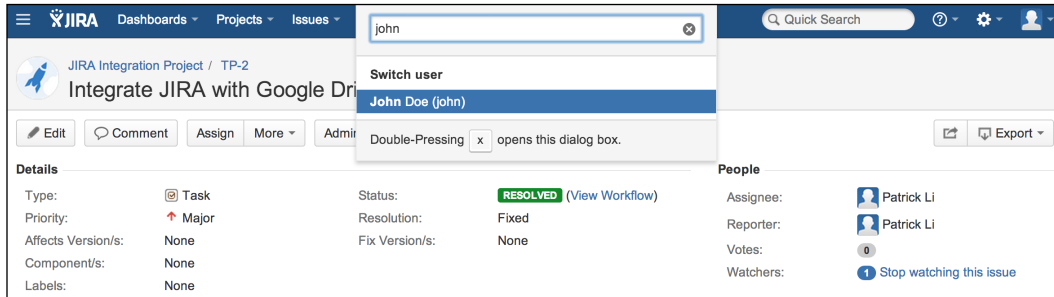 JIRA Dashboards Projects Issues
Quick Search
john
Switch user
John Doe (john)
Double-Pressing x opens this dialog box.
JIRA Integration Project / TP-2
Integrate JIRA with Google Dri
Edit Comment Assign More Admi
Export
Details
Type: Task
Priority: Major
Affects Version/s: None
Component/s: None
Labels: None
Status: RESOLVED (View Workflow)
Resolution: Fixed
Fix Version/s: None
People
Assignee: Patrick Li
Reporter: Patrick Li
Votes: 0
Watchers: 1 Stop watching this issue